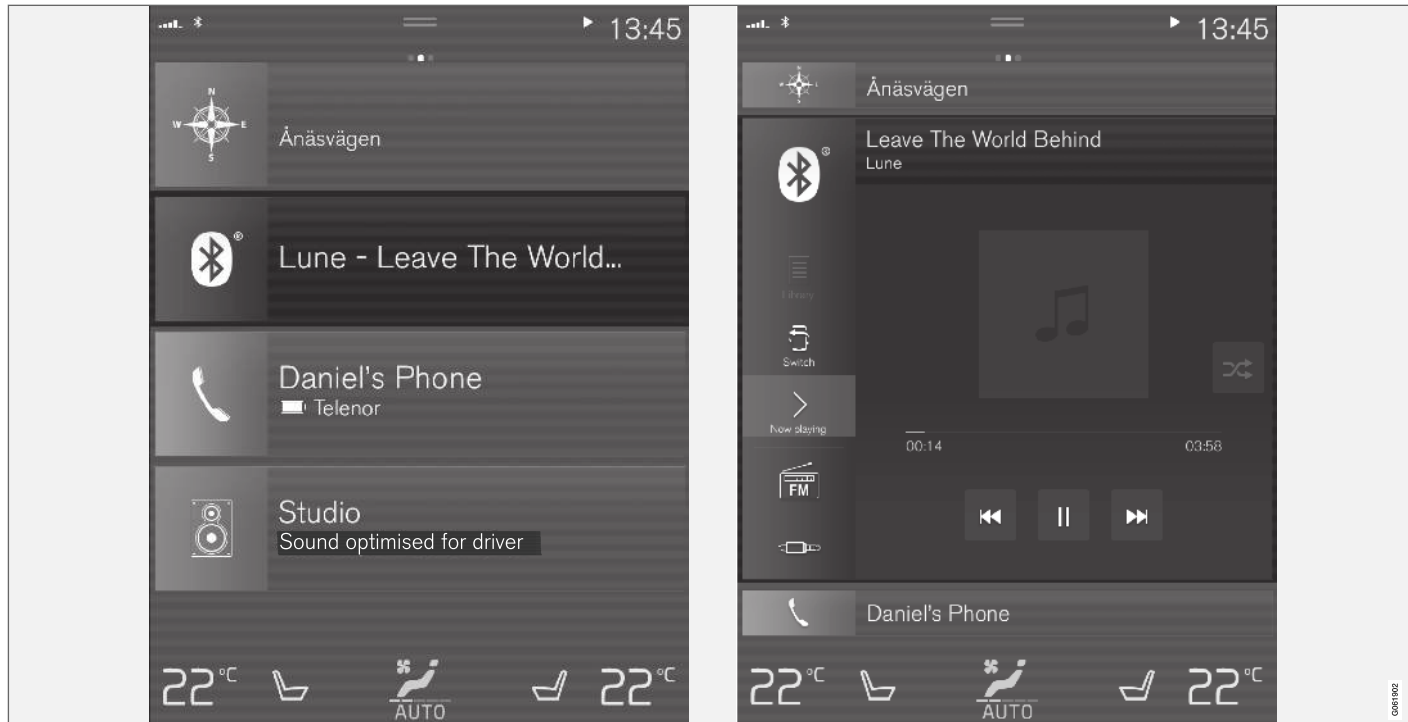 13:45
N
W E
S
Ånäsvägen
Lune - Leave The World...
Daniel's Phone
Telenor
Studio
Sound optimised for driver
22°C
AUTO
22°C
13:45
Ånäsvägen
Leave The World Behind
Lune
Library
Switch
Now playing
00:14
03:58
FM
Daniel's Phone
22°C
AUTO
22°C
G061902